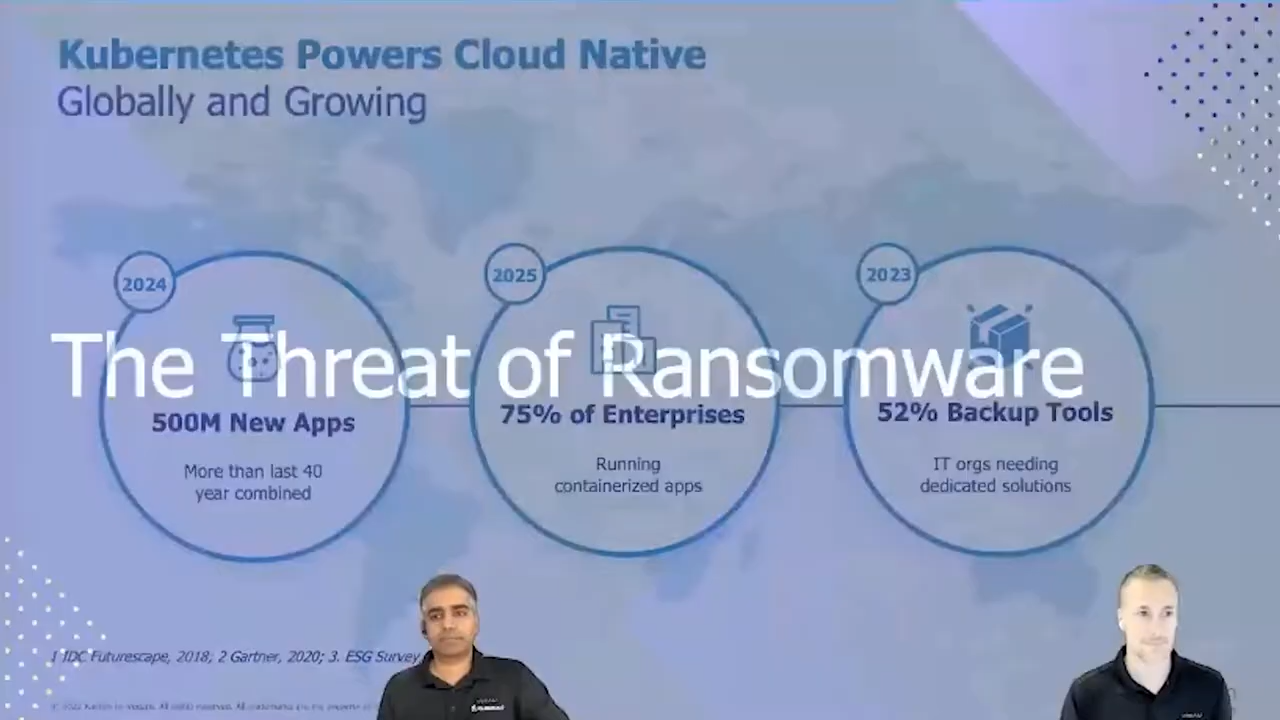 Kubernetes Powers Cloud Native
Globally and Growing
2024
2025
2023
The Threat of Ransomware
500M New Apps
75% of Enterprises
52% Backup Tools
More than last 40
year combined
Running
containerized apps
IT orgs needing
dedicated solutions
1 IDC Futurescape, 2018; 2 Gartner, 2020; 3. ESG Survey